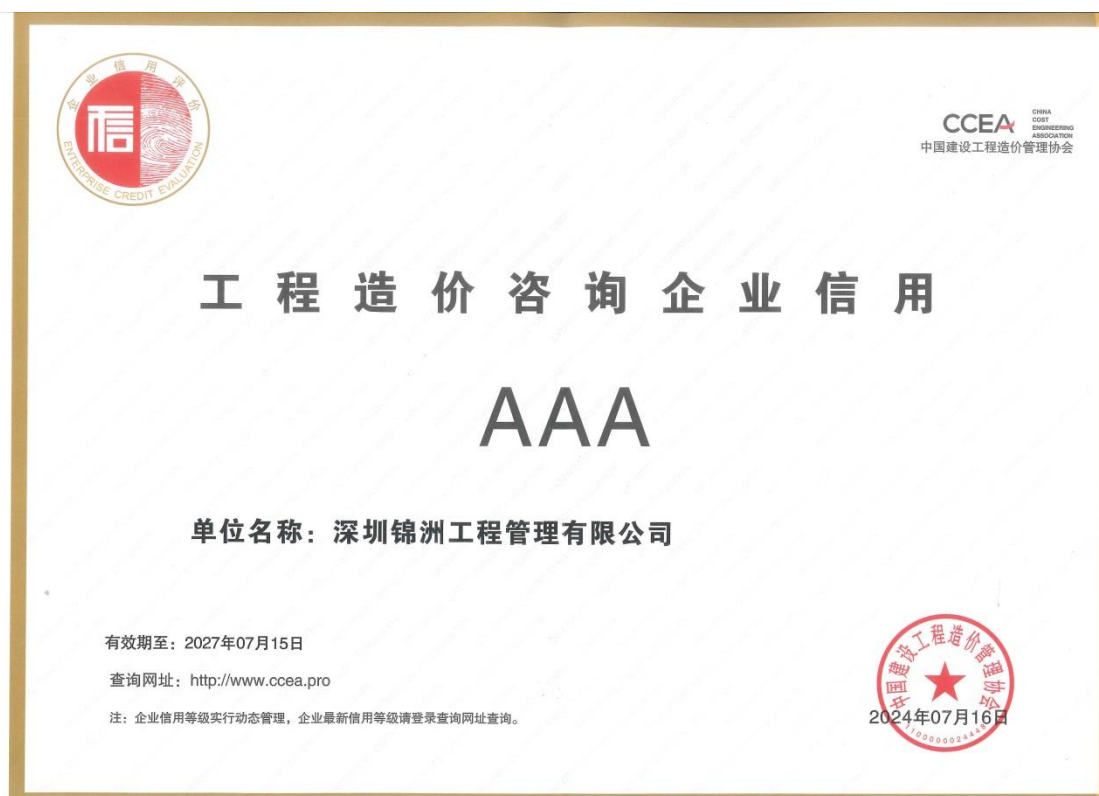 企业信用评价
信
ENTERPRISE CREDIT EVALUATION
CCEA
CHINA
COST
ENGINEERING
ASSOCIATION
中国建设工程造价管理协会
工程造价咨询企业信用
AAA
单位名称：深圳锦洲工程管理有限公司
有效期至：2027年07月15日
查询网址：http://www.ccea.pro
注：企业信用等级实行动态管理，企业最新信用等级请登录查询网址查询。
中国建设工程造价管理协会
2024年07月16日